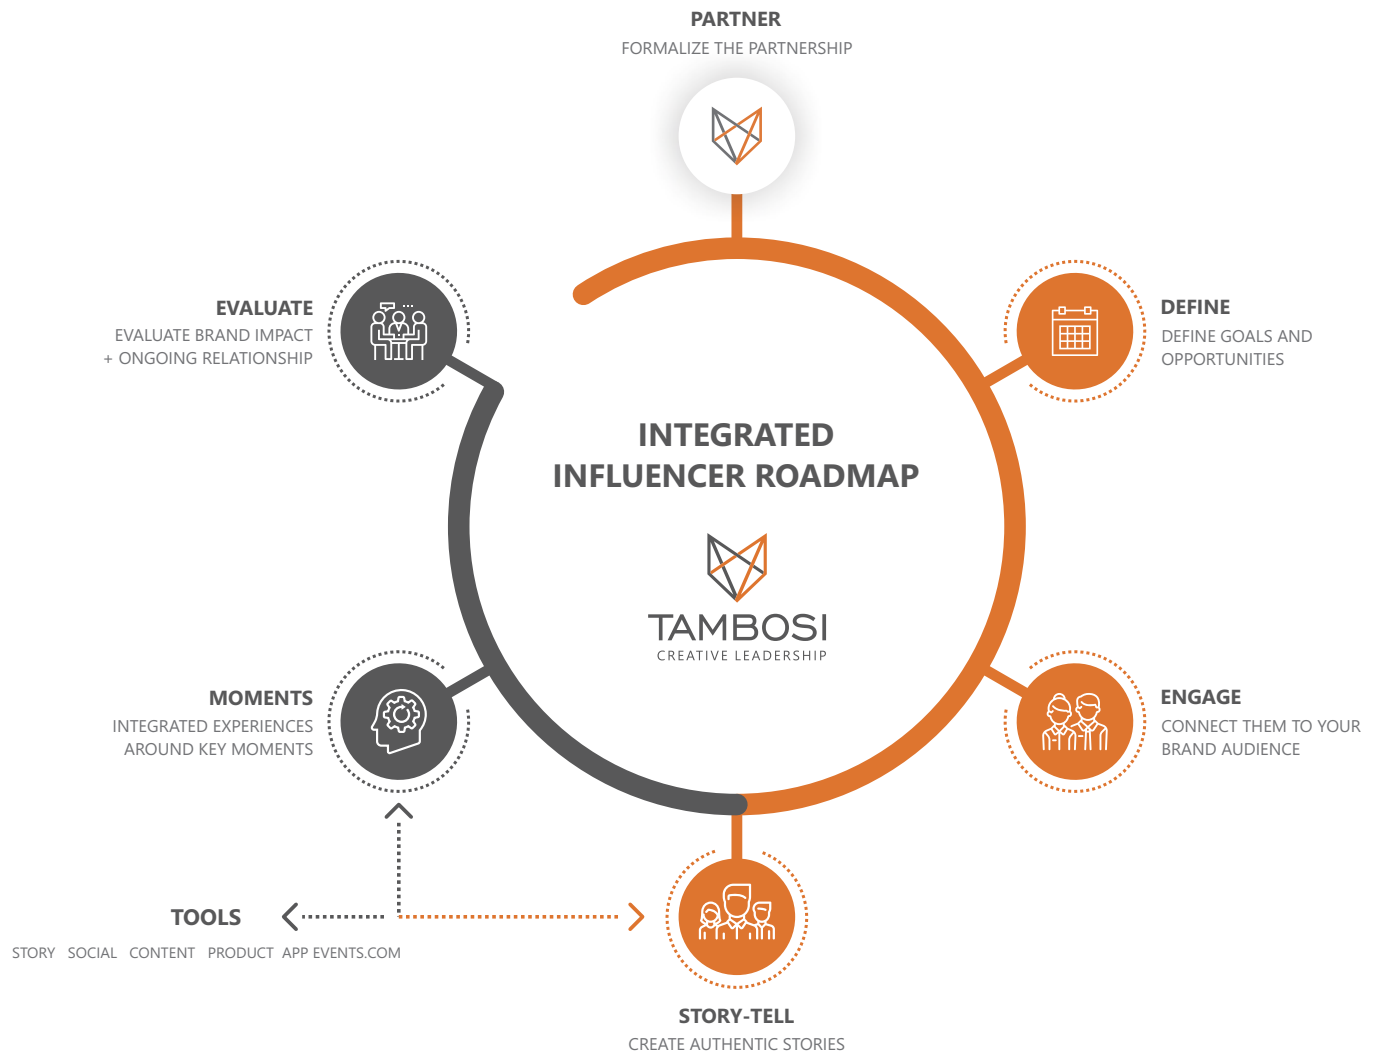 PARTNER
FORMALIZE THE PARTNERSHIP
EVALUATE
EVALUATE BRAND IMPACT
+ ONGOING RELATIONSHIP
DEFINE
DEFINE GOALS AND
OPPORTUNITIES
INTEGRATED
INFLUENCER ROADMAP
TAMBOSI
CREATIVE LEADERSHIP
MOMENTS
INTEGRATED EXPERIENCES
AROUND KEY MOMENTS
ENGAGE
CONNECT THEM TO YOUR
BRAND AUDIENCE
TOOLS
STORY SOCIAL CONTENT PRODUCT APP EVENTS.COM
STORY-TELL
CREATE AUTHENTIC STORIES